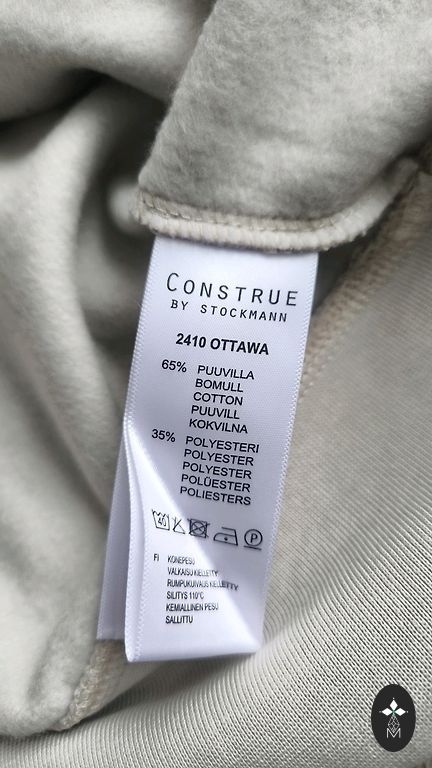 CONSTRUE
BY STOCKMANN
2410 OTTAWA
65% PUUVILLA
BOMULL
COTTON
PUUVILL
KOKVILNA
35% POLYESTERI
POLYESTER
POLYESTER
POLÜESTER
POLIESTERS
40 P
FI KONEPESU
VALKAISU KIELLETTY
RUMPUKUIVAUS KIELLETTY
SILITYS 110°C
KEMIALLINEN PESU
SALLITTU
M